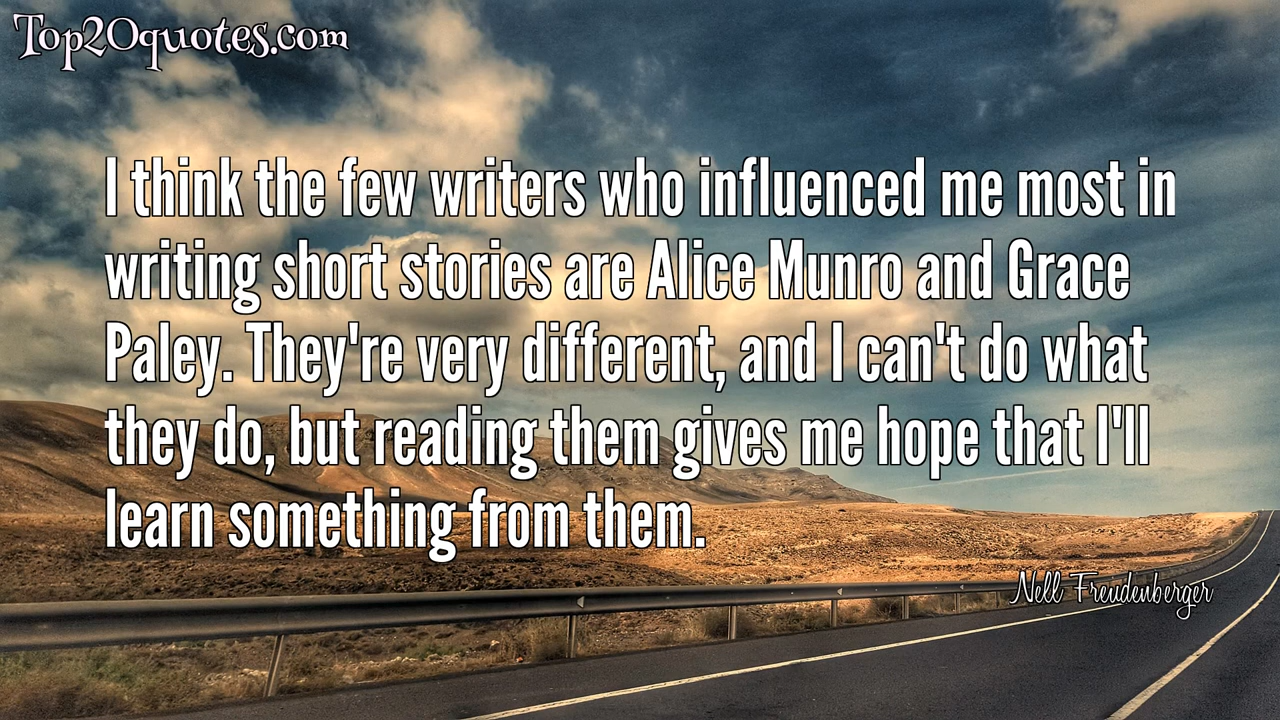 Top20quotes.com
I think the few writers who influenced me most in
writing short stories are Alice Munro and Grace
Paley. They're very different, and I can't do what
they do, but reading them gives me hope that I'll
learn something from them.
Nell Freudenberger